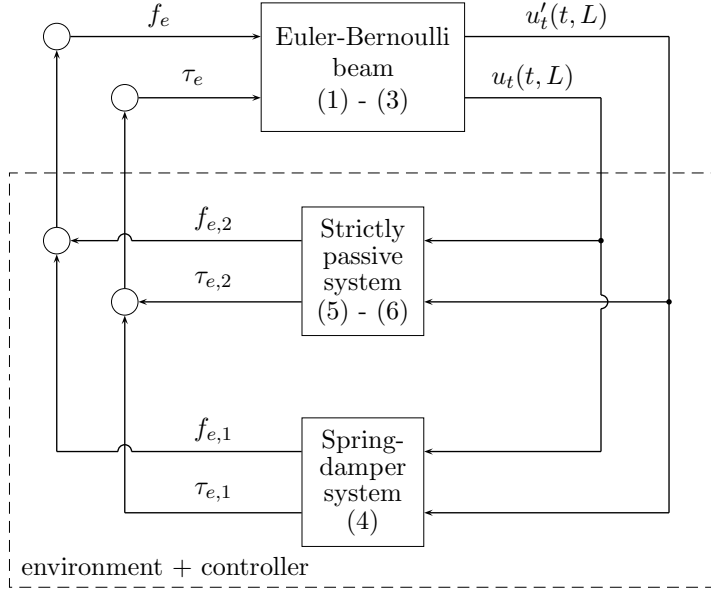 f_e
u'_t(t, L)
Euler-Bernoulli
beam
(1) - (3)
τ_e
u_t(t, L)
f_{e,2}
Strictly
passive
system
(5) - (6)
τ_{e,2}
f_{e,1}
Spring-
damper
system
(4)
τ_{e,1}
environment + controller